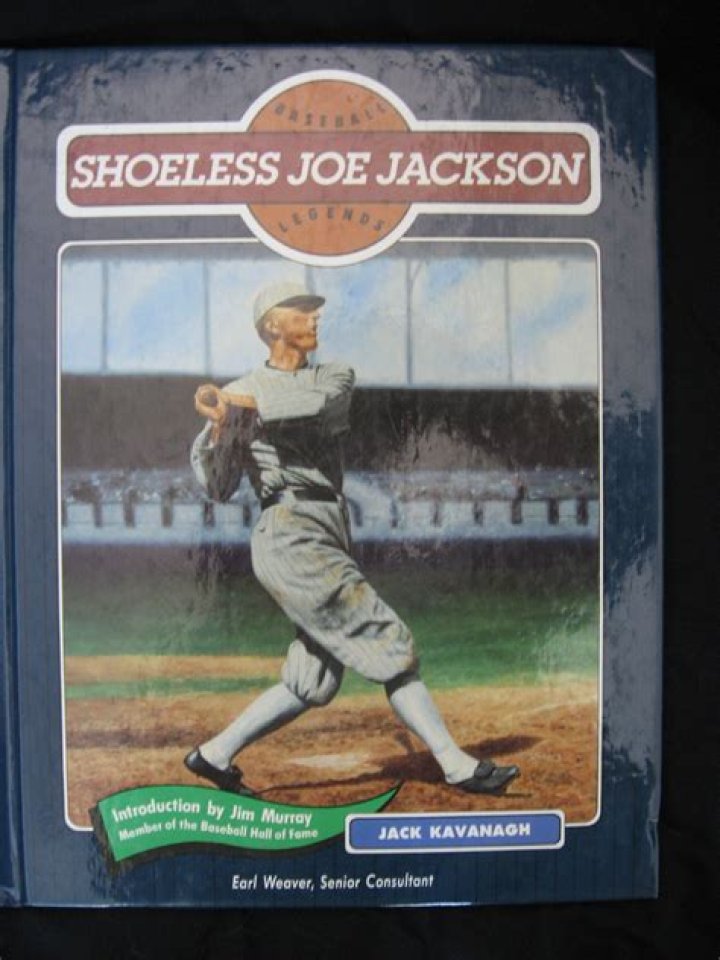 BASEBALL
SHOELESS JOE JACKSON
LEGENDS
Introduction by Jim Murray
Member of the Baseball Hall of Fame
JACK KAVANAGH
Earl Weaver, Senior Consultant